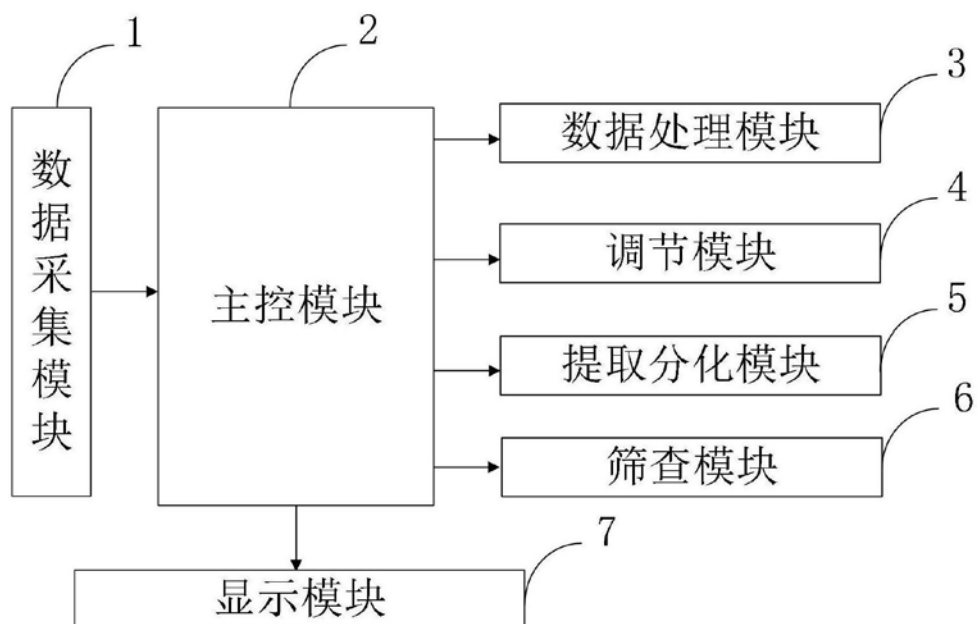 1
2
3
数据采集模块
主控模块
数据处理模块
4
调节模块
5
提取分化模块
6
筛查模块
7
显示模块